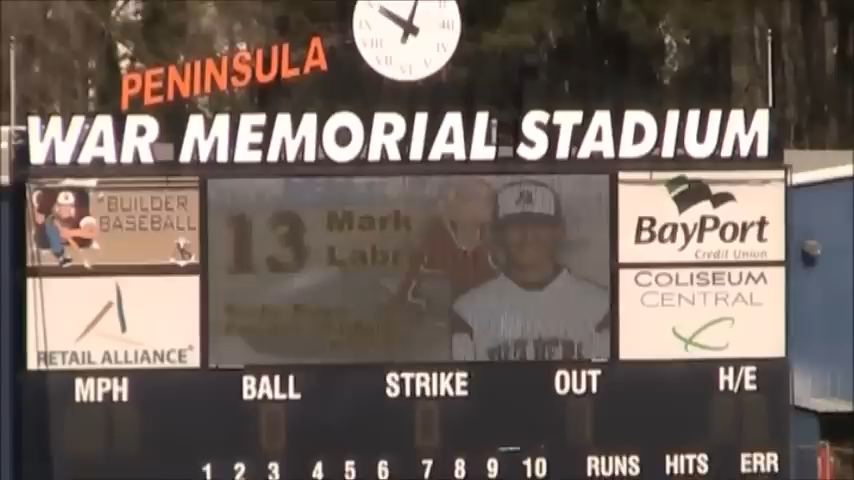 PENINSULA
WAR MEMORIAL STADIUM
"BUILDER
BASEBALL
13 Mark
BayPort
Credit Union
RETAIL ALLIANCE
COLISEUM
CENTRAL
MPH BALL STRIKE OUT H/E
1 2 3 4 5 6 7 8 9 10 RUNS HITS ERR